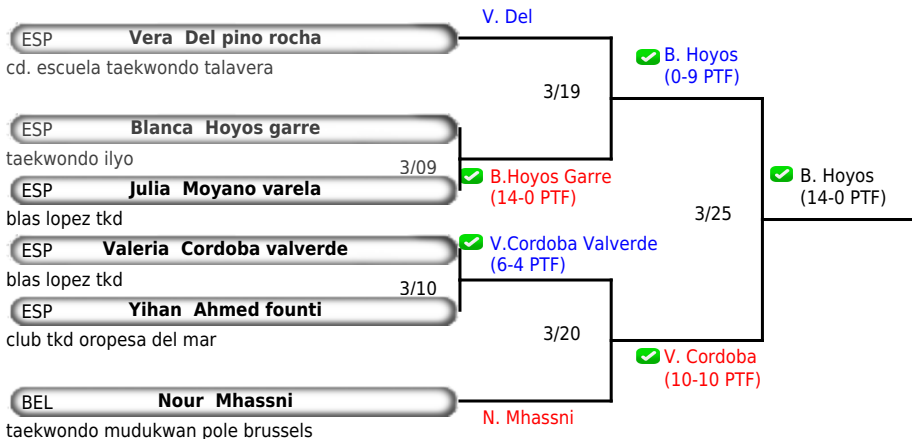 V. Del
ESP Vera Del pino rocha
cd. escuela taekwondo talavera
B. Hoyos
(0-9 PTF)
3/19
ESP Blanca Hoyos garre
taekwondo ilyo
3/09
B.Hoyos Garre
(14-0 PTF)
ESP Julia Moyano varela
blas lopez tkd
B. Hoyos
(14-0 PTF)
3/25
ESP Valeria Cordoba valverde
blas lopez tkd
V.Cordoba Valverde
(6-4 PTF)
3/10
ESP Yihan Ahmed founti
club tkd oropesa del mar
3/20
V. Cordoba
(10-10 PTF)
BEL Nour Mhassni
taekwondo mudukwan pole brussels
N. Mhassni